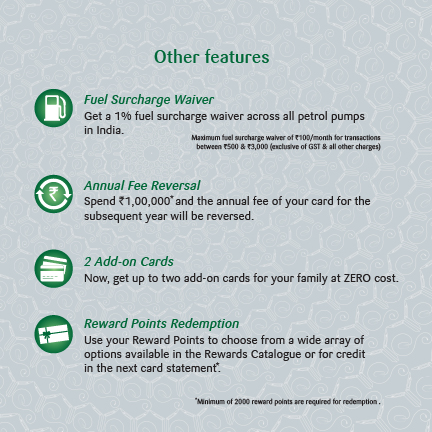 Other features
Fuel Surcharge Waiver
Get a 1% fuel surcharge waiver across all petrol pumps
in India.
Maximum fuel surcharge waiver of ₹100/month for transactions
between ₹500 & ₹3,000 (exclusive of GST & all other charges)
Annual Fee Reversal
Spend ₹1,00,000* and the annual fee of your card for the
subsequent year will be reversed.
2 Add-on Cards
Now, get up to two add-on cards for your family at ZERO cost.
Reward Points Redemption
Use your Reward Points to choose from a wide array of
options available in the Rewards Catalogue or for credit
in the next card statement*.
*Minimum of 2000 reward points are required for redemption .